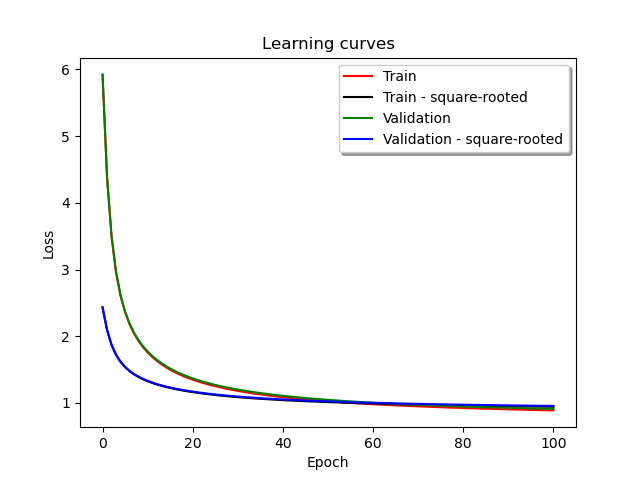 Learning curves
Train
Train - square-rooted
Validation
Validation - square-rooted
6
5
4
3
2
1
Loss
0
20
40
60
80
100
Epoch